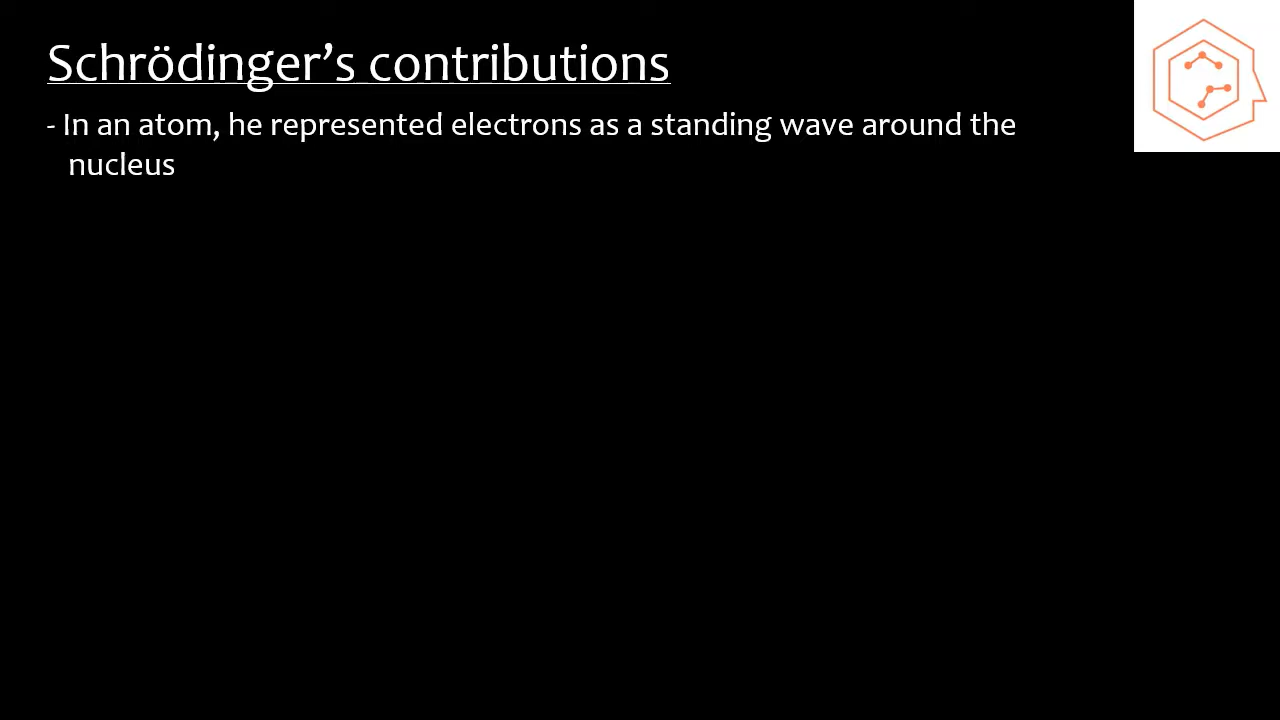 Schrödinger’s contributions
- In an atom, he represented electrons as a standing wave around the
nucleus